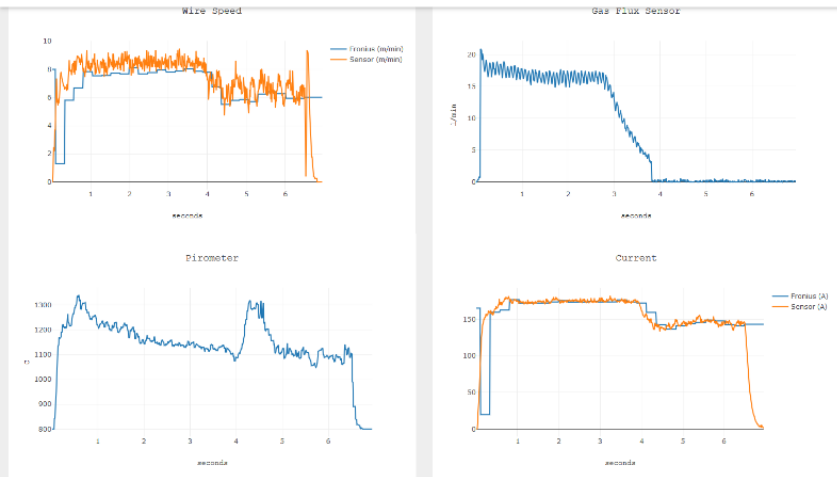 Wire Speed
10
8
6
4
2
0
1 2 3 4 5 6
seconds
Fronius (m/min)
Sensor (m/min)
Gas Flux Sensor
20
15
10
5
0
l/min
1 2 3 4 5 6
seconds
Pirometer
1300
1200
1100
1000
900
800
C
1 2 3 4 5 6
seconds
Current
150
100
50
0
1 2 3 4 5 6
seconds
Fronius (A)
Sensor (A)